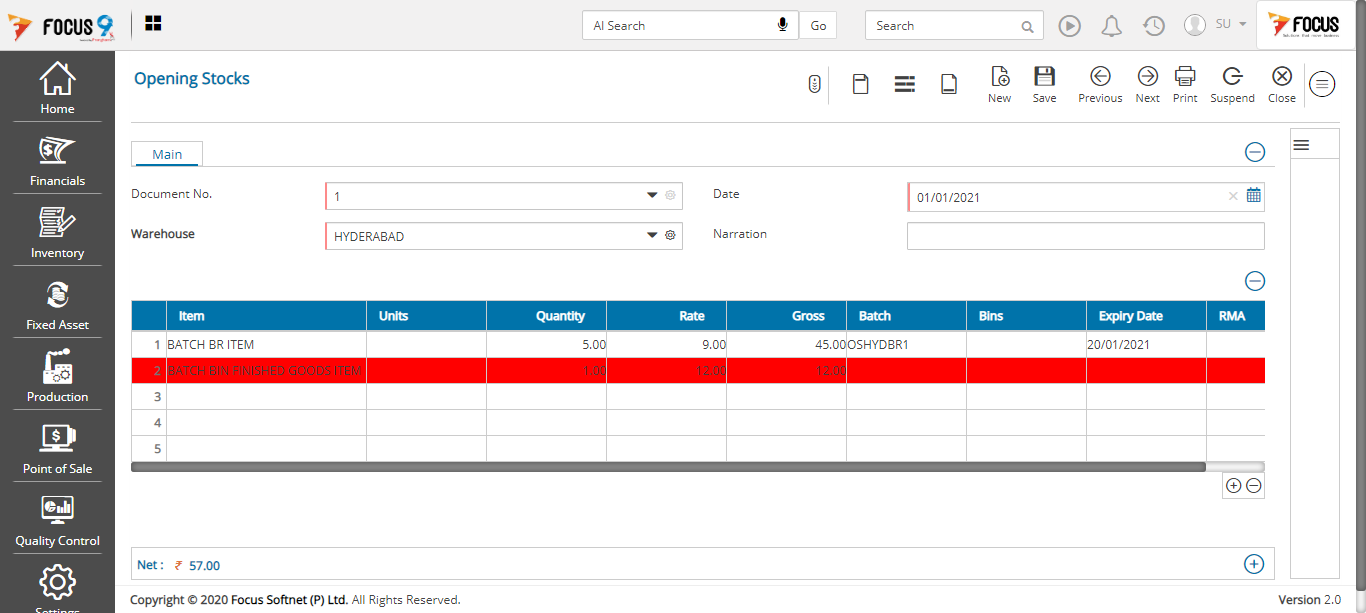 FOCUS 9
AI Search
Go
Search
SU
FOCUS
Home
Financials
Inventory
Fixed Asset
Production
Point of Sale
Quality Control
Settings
Opening Stocks
New
Save
Previous
Next
Print
Suspend
Close
Main
Document No.
1
Date
01/01/2021
Warehouse
HYDERABAD
Narration
Item Units Quantity Rate Gross Batch Bins Expiry Date RMA
1 BATCH BR ITEM 5.00 9.00 45.00 OSHYDBR1 20/01/2021
2 BATCH BIN FINISHED GOODS ITEM 1.00 12.00 12.00
3
4
5
Net : ₹ 57.00
Copyright © 2020 Focus Softnet (P) Ltd. All Rights Reserved.
Version 2.0